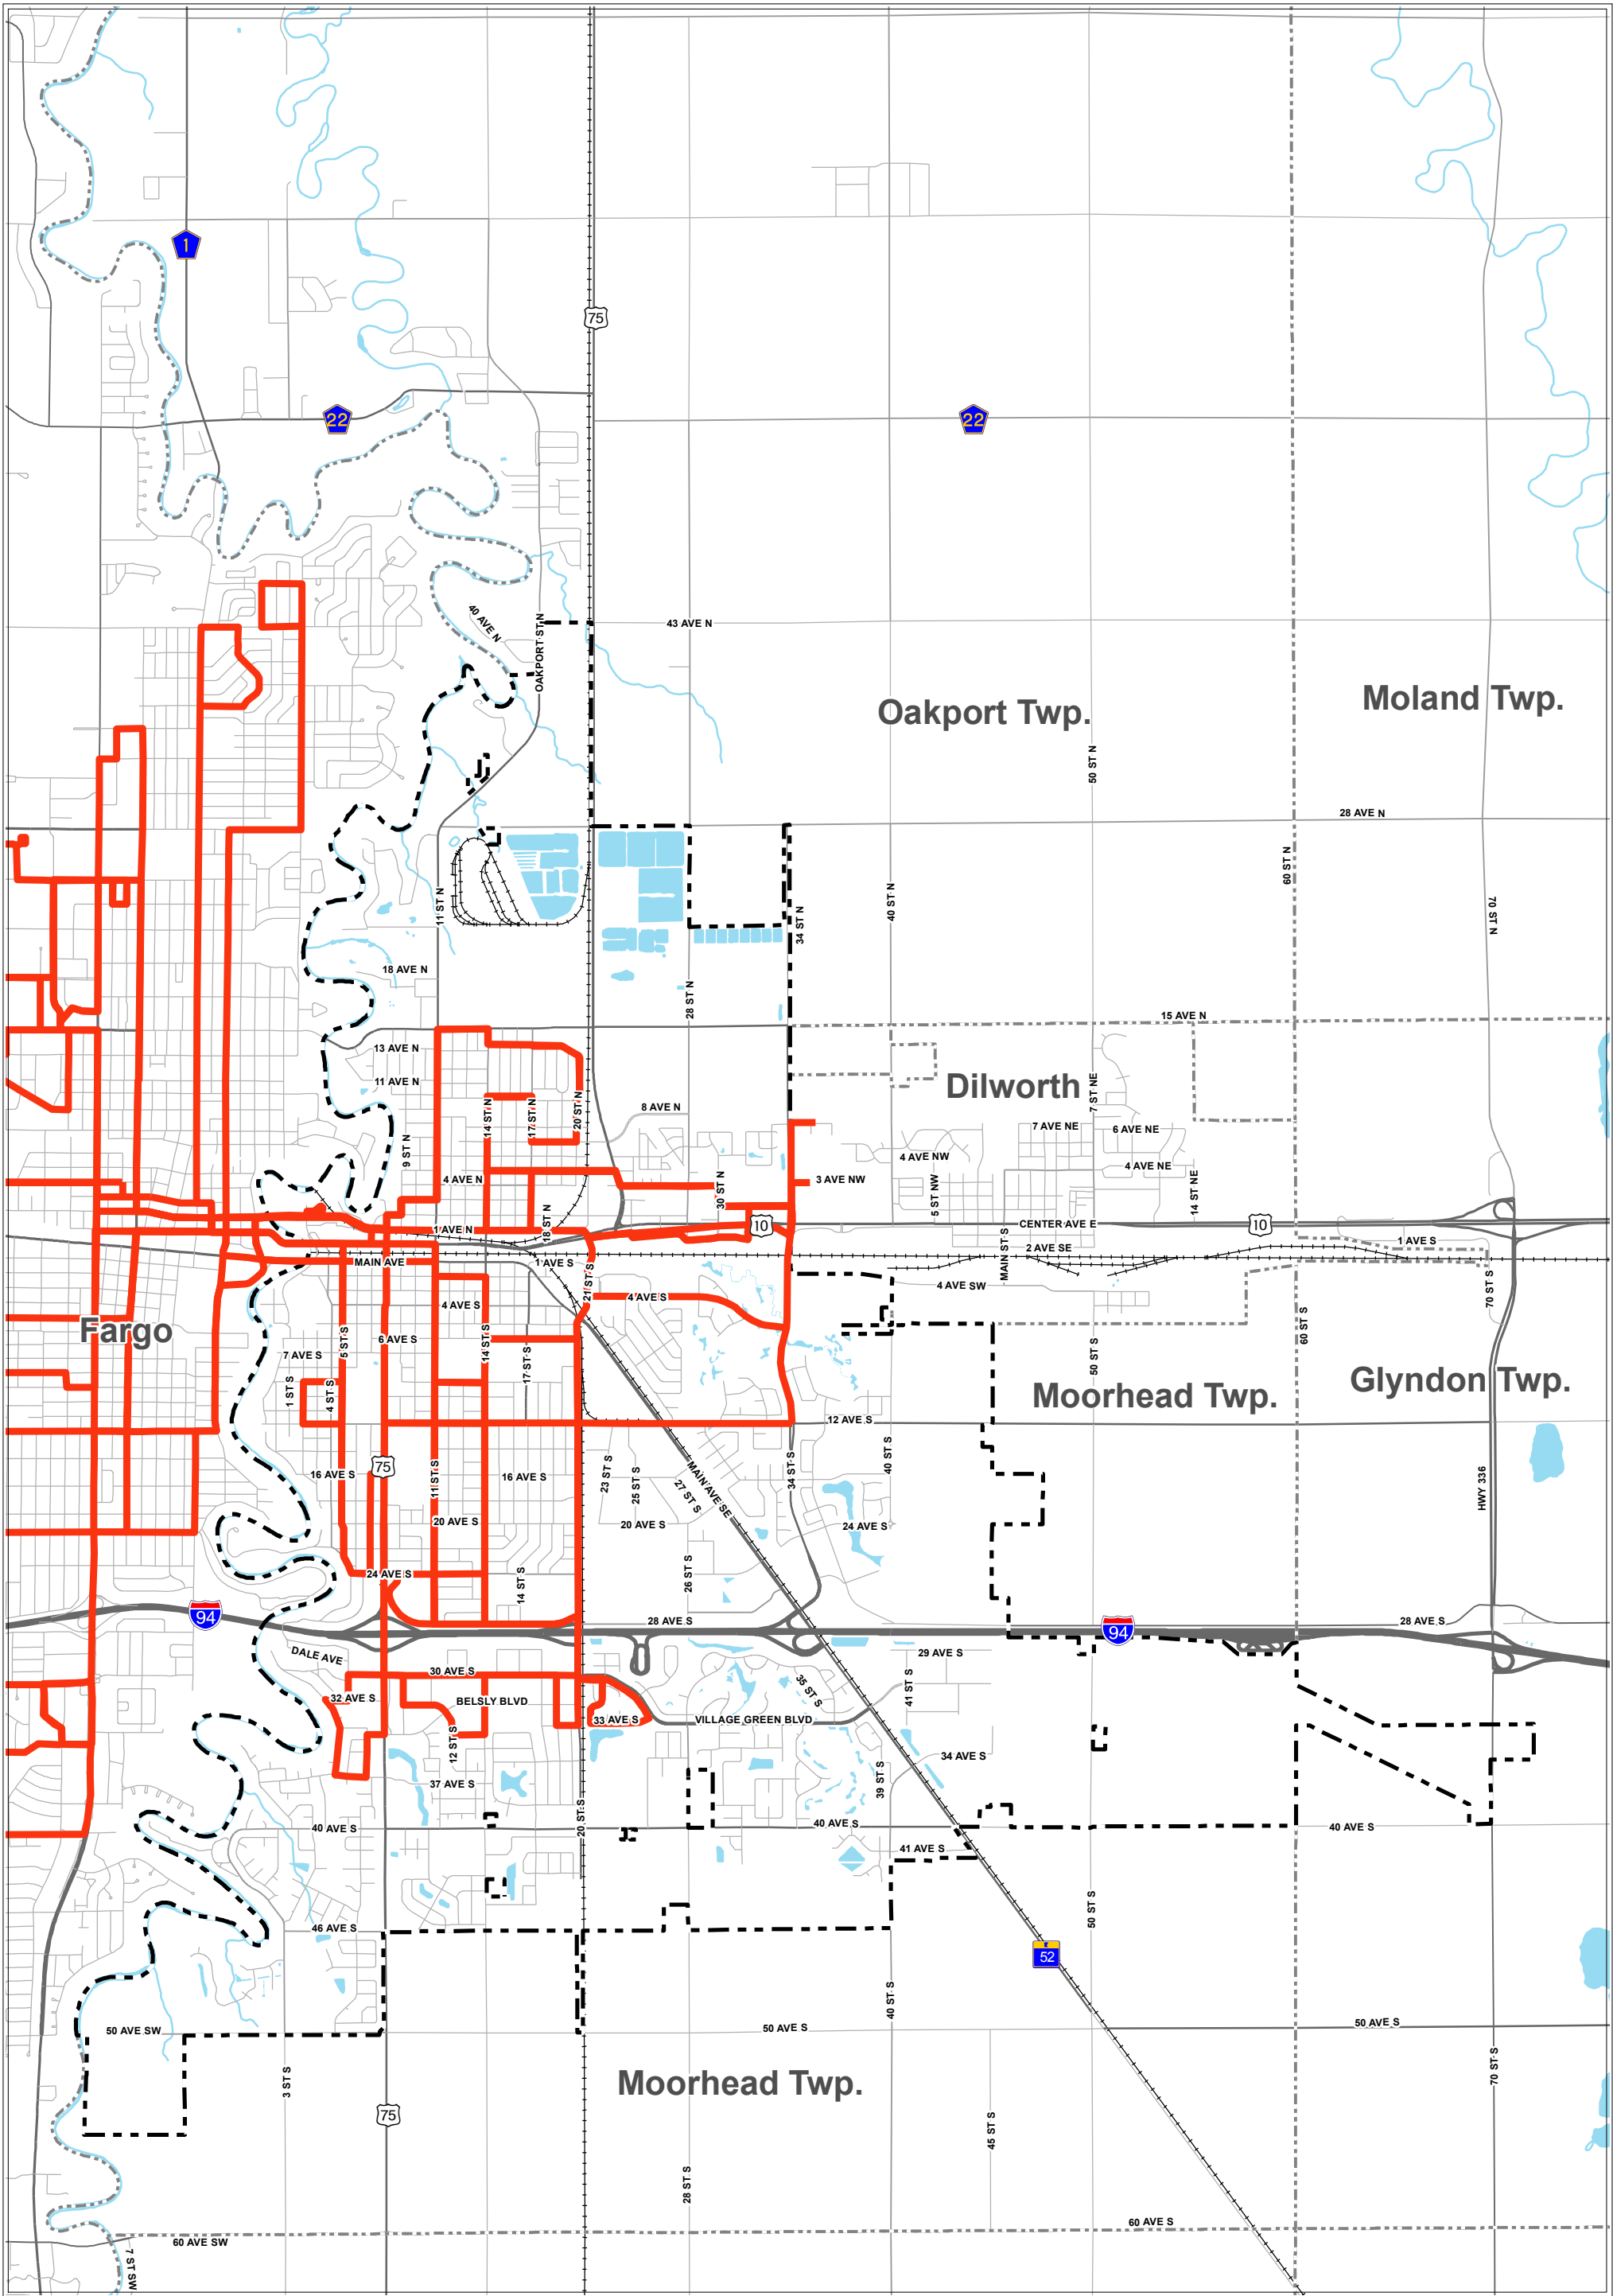 1
75
22
22
40 AVE N
OAKPORT ST N
43 AVE N
Oakport Twp.
Moland Twp.
50 ST N
28 AVE N
60 ST N
11 ST N
34 ST N
40 ST N
70 ST N
18 AVE N
28 ST N
15 AVE N
13 AVE N
11 AVE N
Dilworth
7 ST NE
14 ST N
17 ST N
20 ST N
8 AVE N
9 ST N
7 AVE NE
6 AVE NE
4 AVE NW
4 AVE NE
4 AVE N
30 ST N
3 AVE NW
5 ST NW
14 ST NE
1 AVE N
18 ST N
10
CENTER AVE E
10
MAIN ST S
2 AVE SE
1 AVE S
MAIN AVE
1 AVE S
21 ST S
4 AVE SW
70 ST S
4 AVE S
4 AVE S
Fargo
5 ST S
6 AVE S
14 ST S
17 ST S
60 ST S
7 AVE S
1 ST S
4 ST S
50 ST S
Moorhead Twp.
Glyndon Twp.
12 AVE S
75
16 AVE S
11 ST S
16 AVE S
23 ST S
25 ST S
27 ST S
MAIN AVE SE
34 ST S
40 ST S
HWY 336
20 AVE S
20 AVE S
24 AVE S
24 AVE S
14 ST S
26 ST S
94
28 AVE S
94
28 AVE S
DALE AVE
29 AVE S
30 AVE S
32 AVE S
BELSLY BLVD
35 ST S
41 ST S
33 AVE S
VILLAGE GREEN BLVD
12 ST S
34 AVE S
37 AVE S
39 ST S
20 ST S
40 AVE S
40 AVE S
40 AVE S
41 AVE S
46 AVE S
50 ST S
52
40 ST S
50 AVE SW
50 AVE S
50 AVE S
3 ST S
Moorhead Twp.
70 ST S
75
45 ST S
28 ST S
60 AVE S
60 AVE SW
7 ST SW